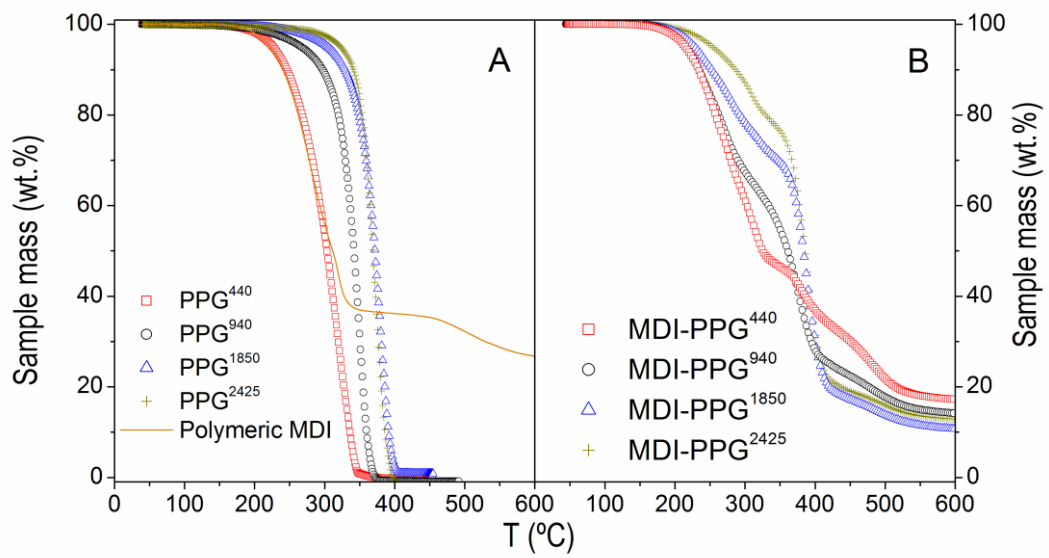 100
80
60
40
20
0
Sample mass (wt.%)
A
PPG⁴⁴⁰
PPG⁹⁴⁰
PPG¹⁸⁵⁰
PPG²⁴²⁵
Polymeric MDI
0 100 200 300 400 500 600
B
MDI-PPG⁴⁴⁰
MDI-PPG⁹⁴⁰
MDI-PPG¹⁸⁵⁰
MDI-PPG²⁴²⁵
100 200 300 400 500 600
100
80
60
40
20
0
Sample mass (wt.%)
T (ºC)